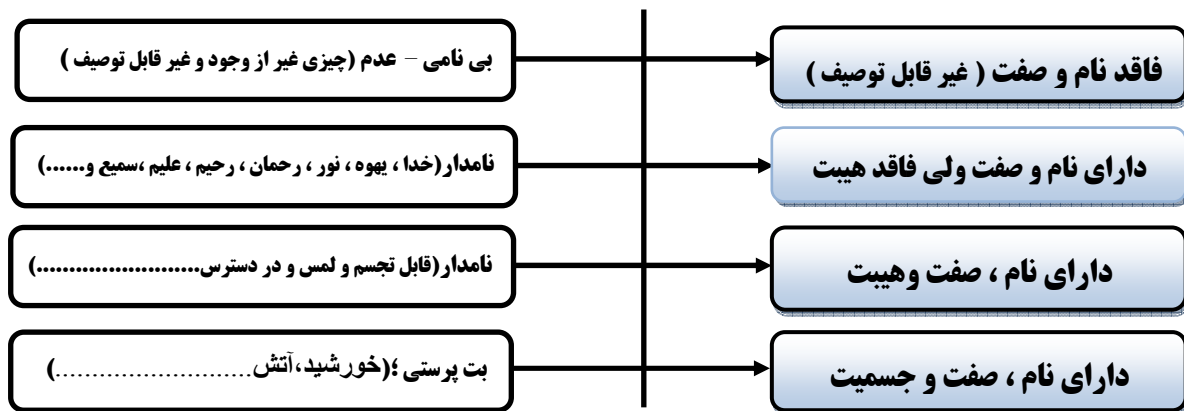 فاقد نام و صفت ( غیر قابل توصیف )
بی نامی – عدم (چیزی غیر از وجود و غیر قابل توصیف )
دارای نام و صفت ولی فاقد هیبت
نامدار(خدا ، یهوه ، نور ، رحمان ، رحیم ، علیم ،سمیع و......)
دارای نام ، صفت وهیبت
نامدار(قابل تجسم و لمس و در دسترس.........................)
دارای نام ، صفت و جسمیت
بت پرستی ؛(خورشید،آتش.........................)